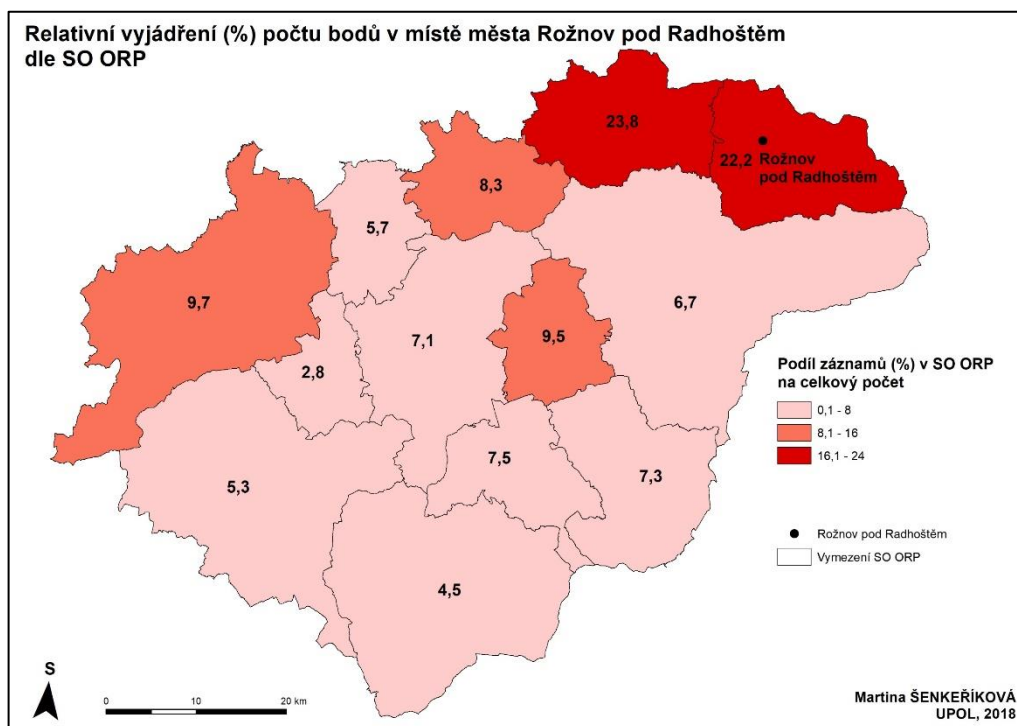 Relativní vyjádření (%) počtu bodů v místě města Rožnov pod Radhoštěm
dle SO ORP
23,8
22,2 Rožnov
pod Radhoštěm
8,3
5,7
9,7
6,7
7,1
9,5
2,8
7,5
7,3
5,3
4,5
Podíl záznamů (%) v SO ORP
na celkový počet
0,1 - 8
8,1 - 16
16,1 - 24
Rožnov pod Radhoštěm
Vymezení SO ORP
S
0 10 20 km
Martina ŠENKEŘÍKOVÁ
UPOL, 2018